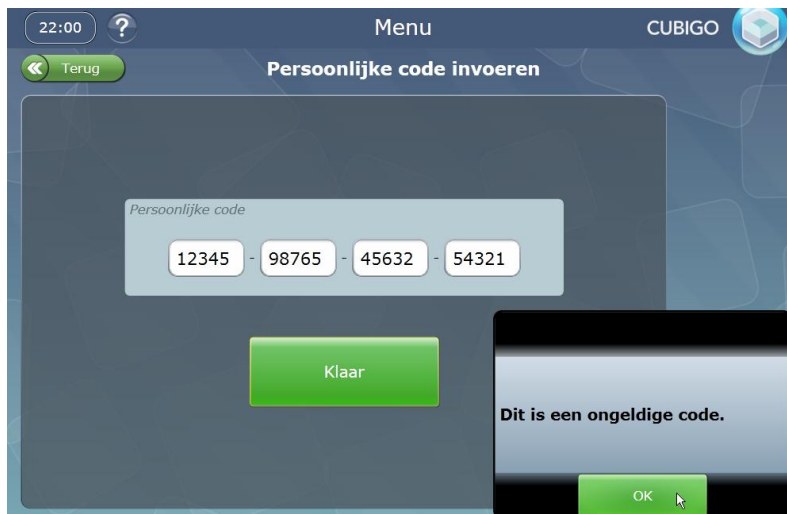 22:00 ? Menu CUBIGO
Terug Persoonlijke code invoeren
Persoonlijke code
12345 - 98765 - 45632 - 54321
Klaar
Dit is een ongeldige code.
OK